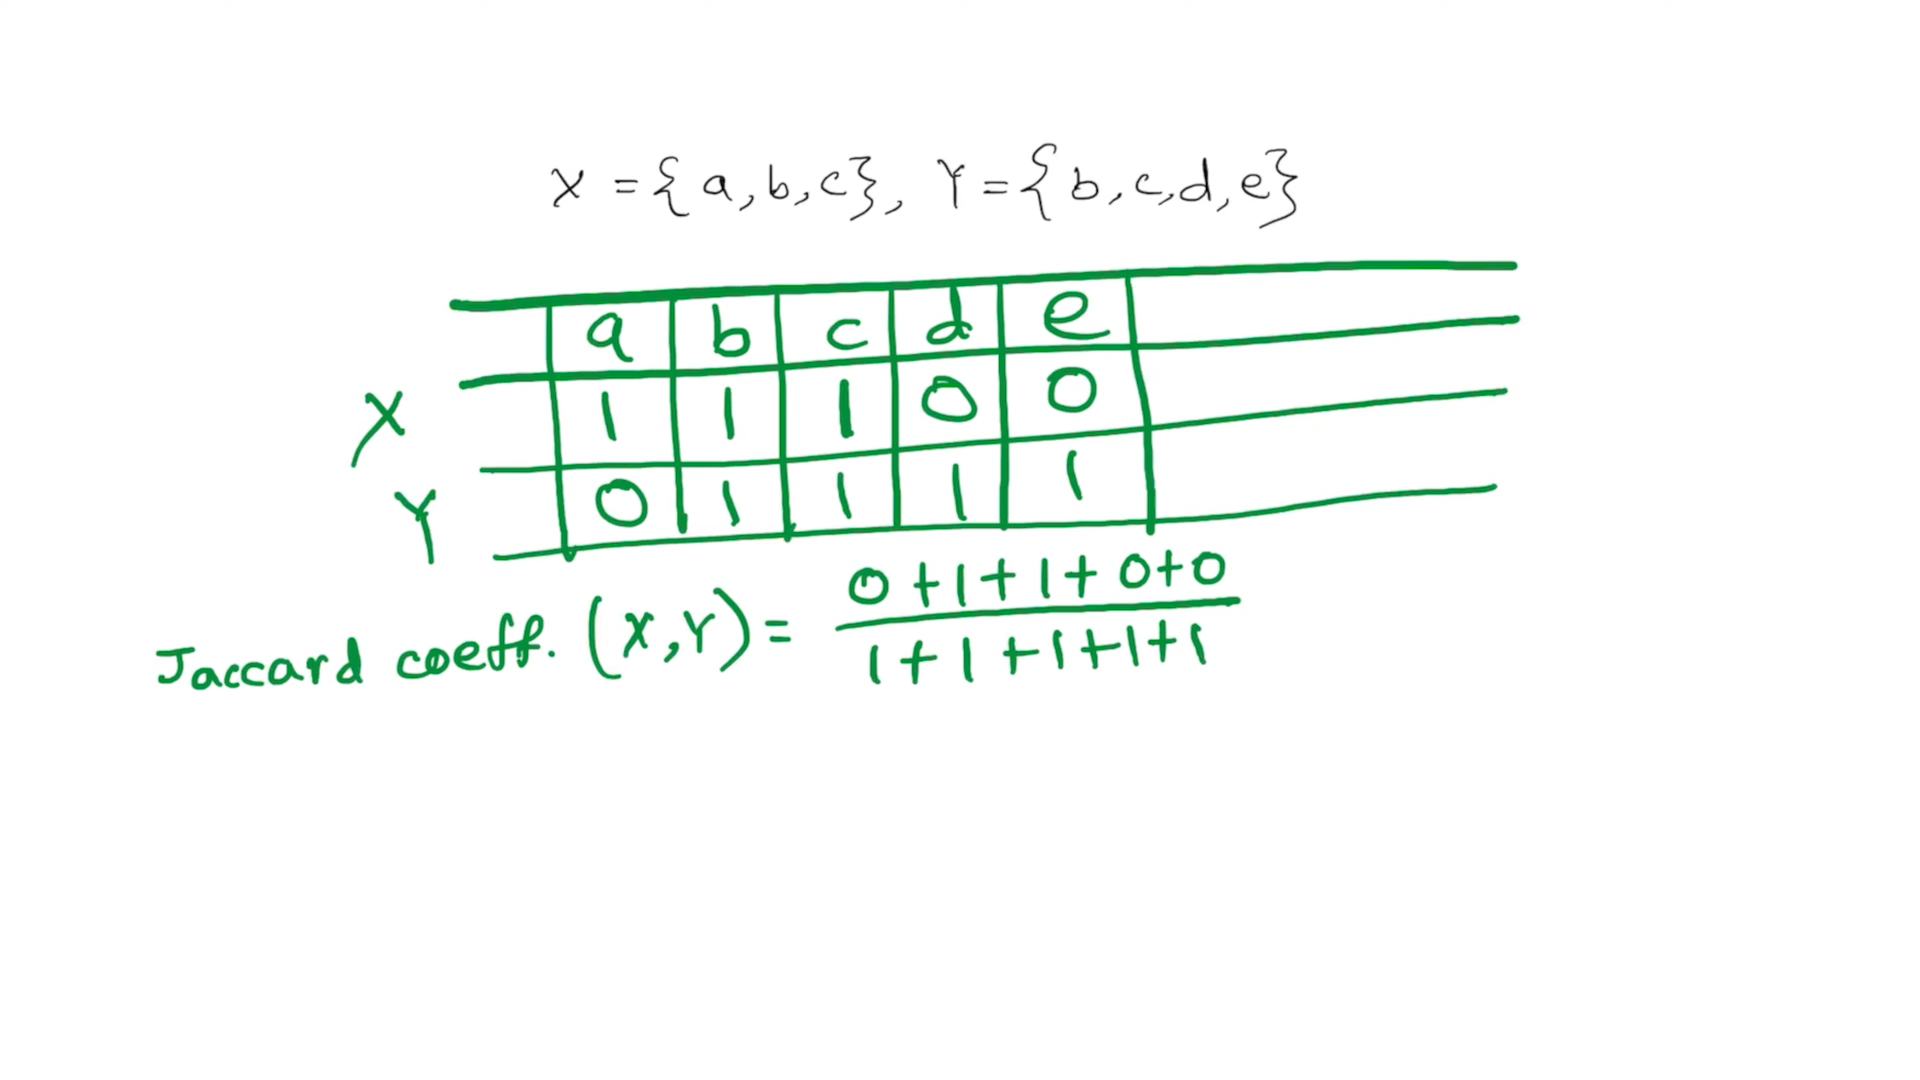 X = { a, b, c }, Y = { b, c, d, e }
a b c d e
X 1 1 1 0 0
Y 0 1 1 1 1
Jaccard coeff. (X,Y) = 0+1+1+0+0
1+1+1+1+1